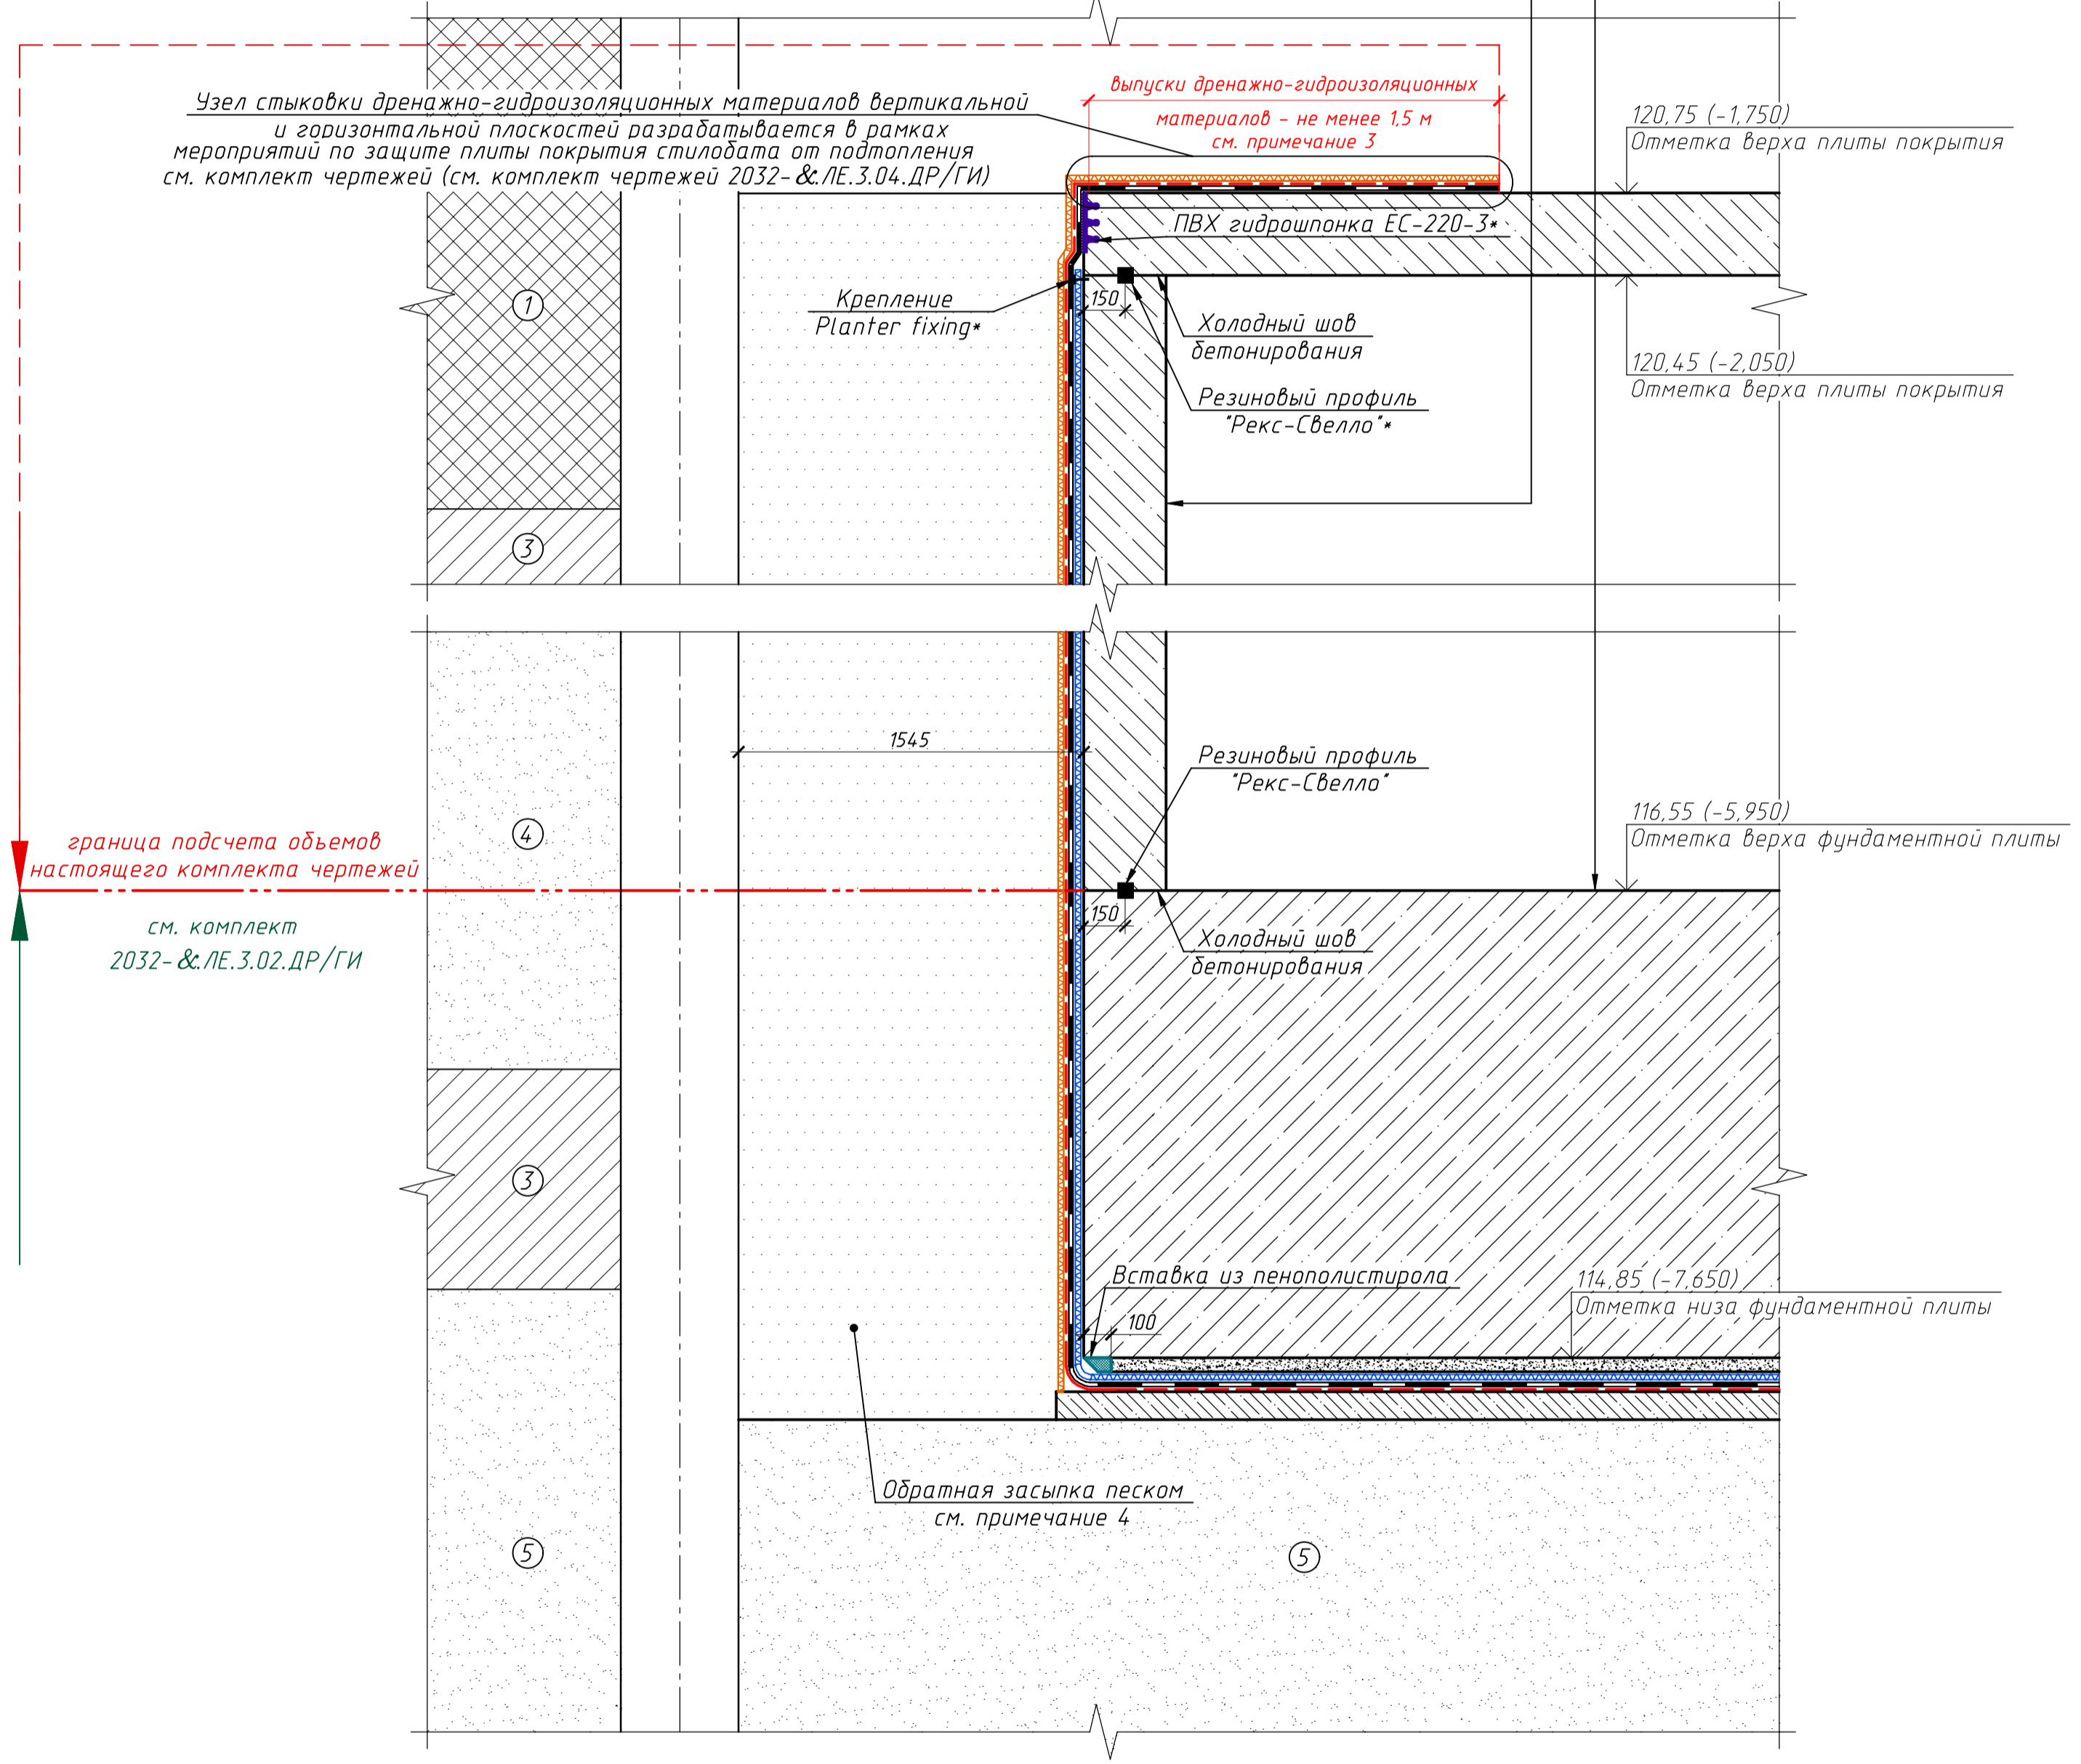 Узел стыковки дренажно-гидроизоляционных материалов вертикальной
и горизонтальной плоскостей разрабатывается в рамках
мероприятий по защите плиты покрытия стилобата от подтопления
см. комплект чертежей (см. комплект чертежей 2032-&.ЛЕ.3.04.ДР/ГИ)
выпуски дренажно-гидроизоляционных
материалов - не менее 1,5 м
см. примечание 3
120,75 (-1,750)
Отметка верха плиты покрытия
ПВХ гидрошпонка ЕС-220-3*
1
Крепление
Planter fixing*
150
Холодный шов
бетонирования
120,45 (-2,050)
Отметка верха плиты покрытия
Резиновый профиль
"Рекс-Свелло"*
3
1545
Резиновый профиль
"Рекс-Свелло"
116,55 (-5,950)
Отметка верха фундаментной плиты
4
граница подсчета объемов
настоящего комплекта чертежей
см. комплект
2032-&.ЛЕ.3.02.ДР/ГИ
150
Холодный шов
бетонирования
3
Вставка из пенополистирола
100
114,85 (-7,650)
Отметка низа фундаментной плиты
Обратная засыпка песком
см. примечание 4
5
5